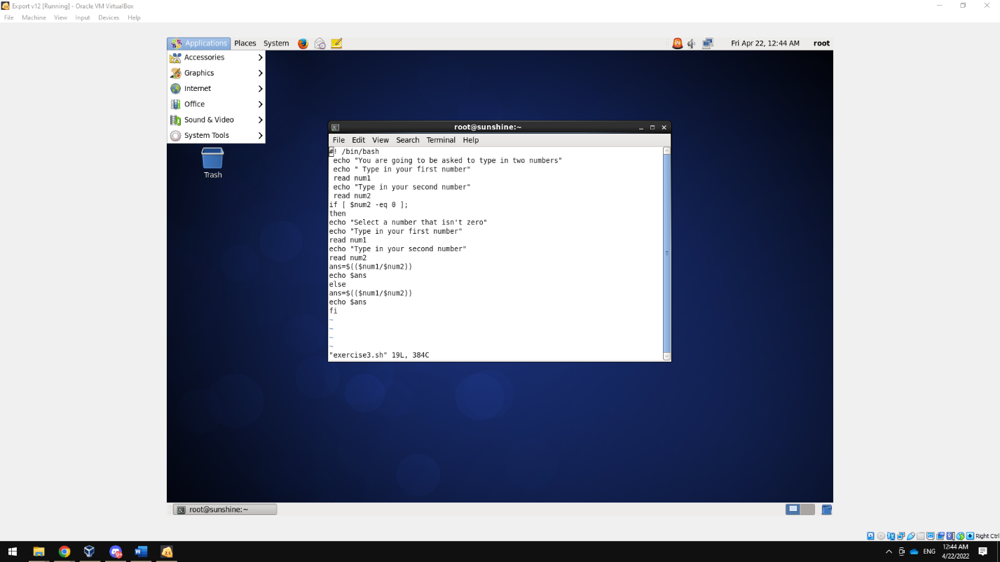 Export v12 [Running] - Oracle VM VirtualBox
File Machine View Input Devices Help
Applications Places System Fri Apr 22, 12:44 AM root
Accessories
Graphics
Internet
Office
Sound & Video
System Tools
Trash
root@sunshine:~
File Edit View Search Terminal Help
#! /bin/bash
echo "You are going to be asked to type in two numbers"
echo " Type in your first number"
read num1
echo "Type in your second number"
read num2
if [ $num2 -eq 0 ];
then
echo "Select a number that isn't zero"
echo "Type in your first number"
read num1
echo "Type in your second number"
read num2
ans=$(($num1/$num2))
echo $ans
else
ans=$(($num1/$num2))
echo $ans
fi
~
~
~
~
"exercise3.sh" 19L, 384C
root@sunshine:~
Right Ctrl
ENG
12:44 AM
4/22/2022